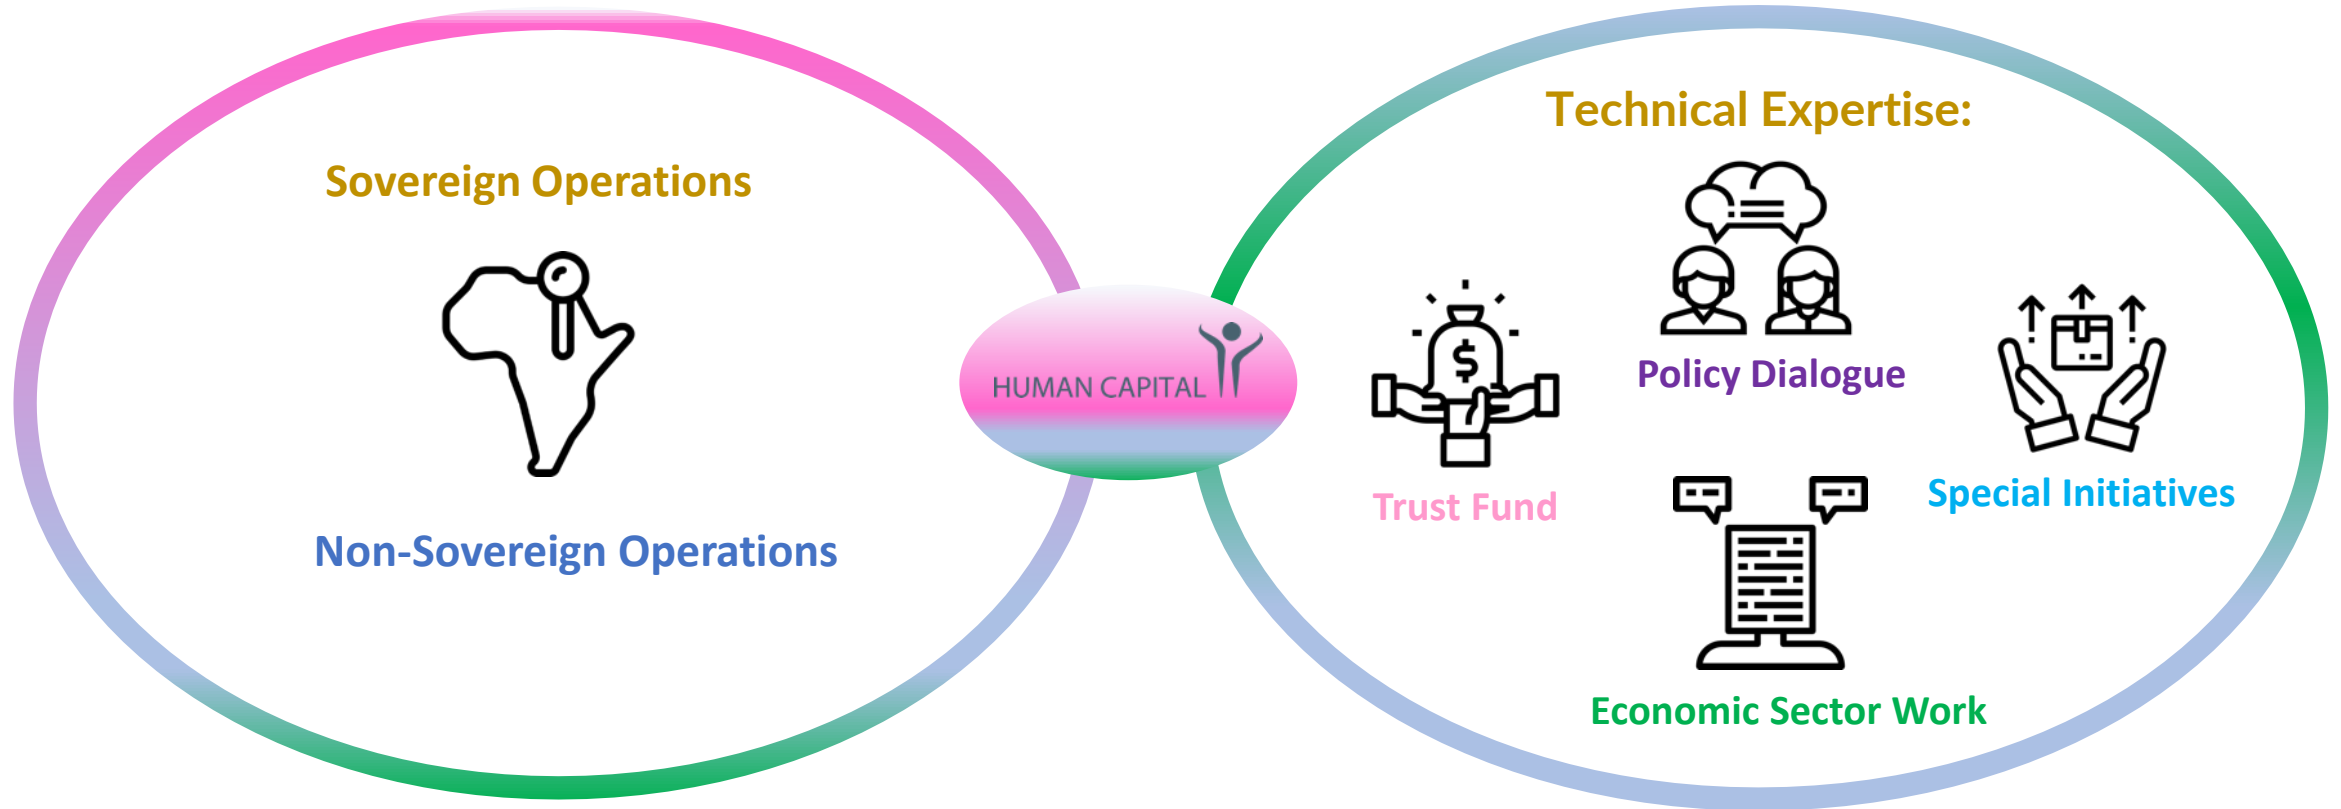 Sovereign Operations
Non-Sovereign Operations
HUMAN CAPITAL
Technical Expertise:
Policy Dialogue
Trust Fund
Special Initiatives
Economic Sector Work